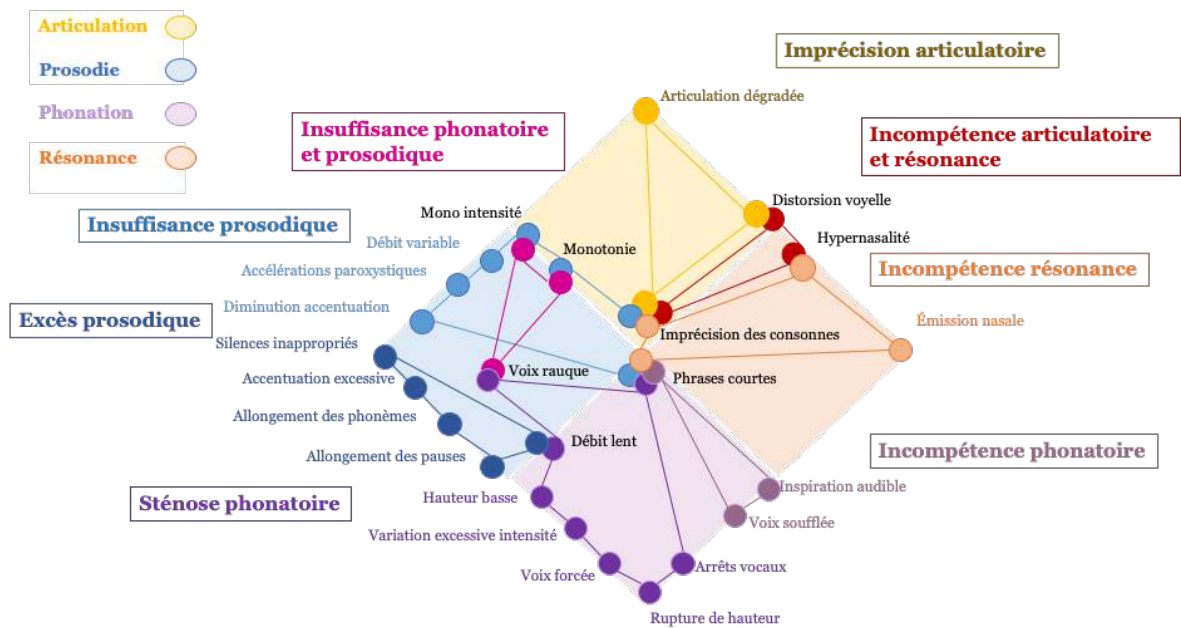 Articulation
Prosodie
Phonation
Résonance
Imprécision articulatoire
Articulation dégradée
Insuffisance phonatoire
et prosodique
Incompétence articulatoire
et résonance
Distorsion voyelle
Mono intensité
Insuffisance prosodique
Hypernasalité
Débit variable
Monotonie
Accélérations paroxystiques
Incompétence résonance
Diminution accentuation
Excès prosodique
Émission nasale
Imprécision des consonnes
Silences inappropriés
Voix rauque
Accentuation excessive
Phrases courtes
Allongement des phonèmes
Débit lent
Incompétence phonatoire
Allongement des pauses
Inspiration audible
Sténose phonatoire
Hauteur basse
Voix soufflée
Variation excessive intensité
Arrêts vocaux
Voix forcée
Rupture de hauteur